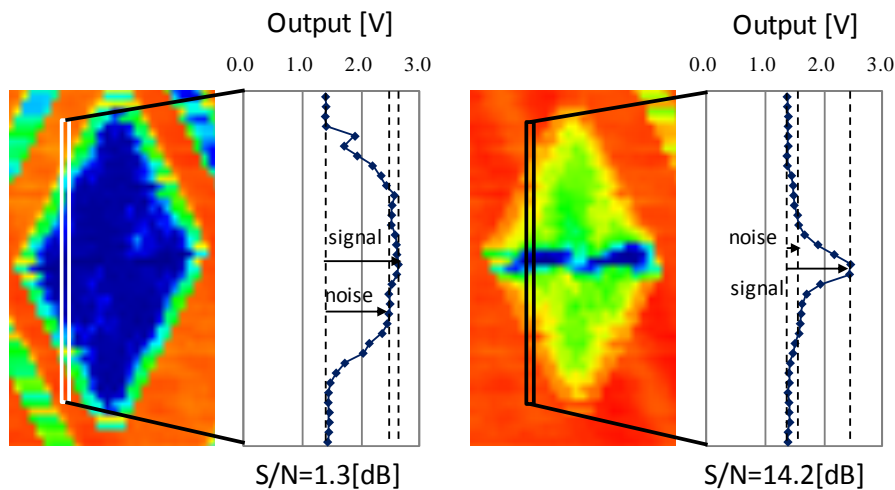 Output [V]
0.0 1.0 2.0 3.0
signal
noise
S/N=1.3[dB]
Output [V]
0.0 1.0 2.0 3.0
noise
signal
S/N=14.2[dB]